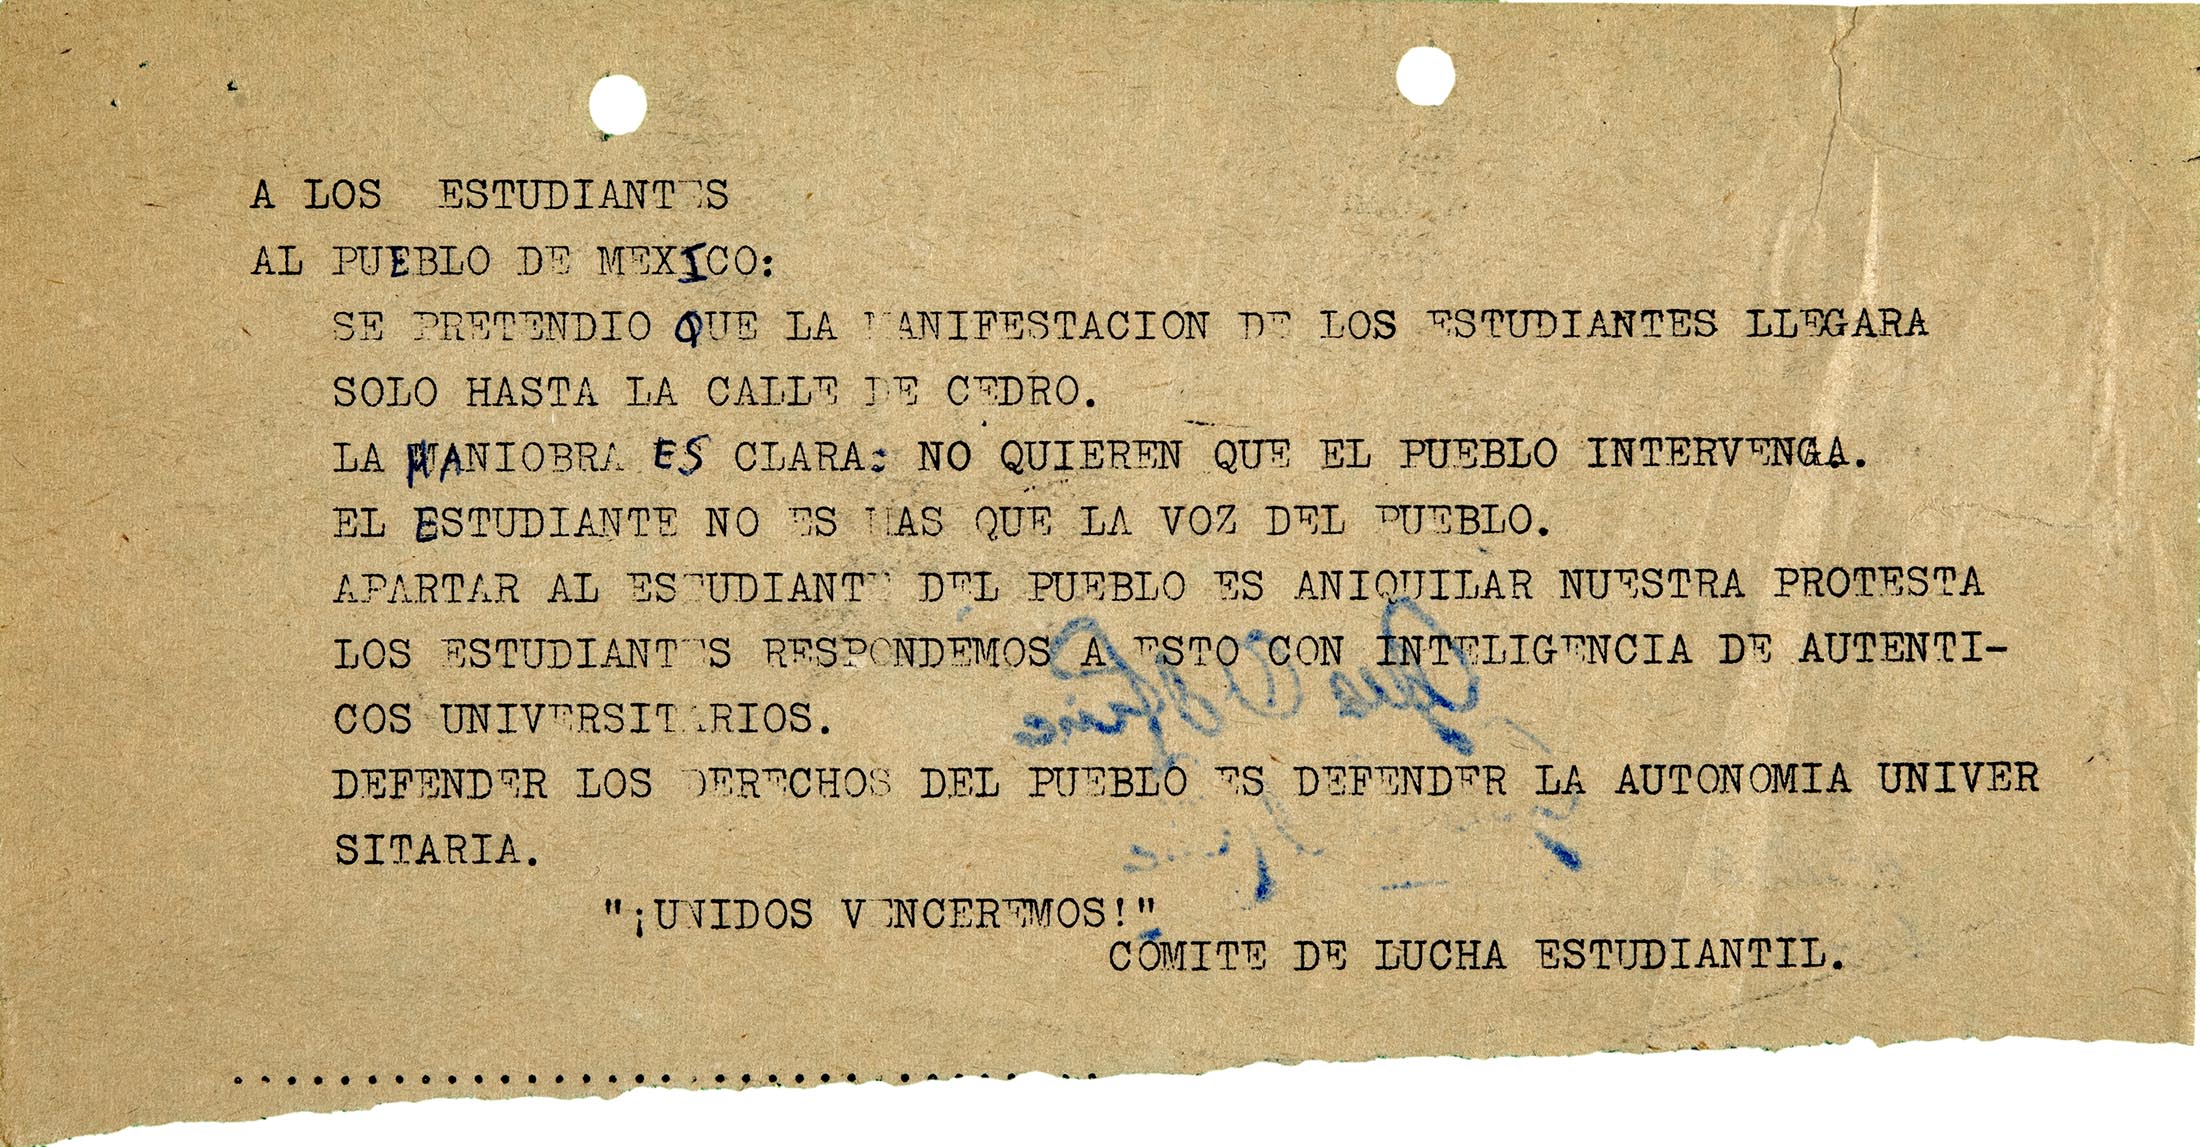 A LOS ESTUDIANTES
AL PUEBLO DE MEXICO:
SE PRETENDIO QUE LA MANIFESTACION DE LOS ESTUDIANTES LLEGARA
SOLO HASTA LA CALLE DE CEDRO.
LA MANIOBRA ES CLARA: NO QUIEREN QUE EL PUEBLO INTERVENGA.
EL ESTUDIANTE NO ES MAS QUE LA VOZ DEL PUEBLO.
APARTAR AL ESTUDIANTE DEL PUEBLO ES ANIQUILAR NUESTRA PROTESTA
LOS ESTUDIANTES RESPONDEMOS A ESTO CON INTELIGENCIA DE AUTENTI-
COS UNIVERSITARIOS.
DEFENDER LOS DERECHOS DEL PUEBLO ES DEFENDER LA AUTONOMIA UNIVER
SITARIA.
"¡UNIDOS VENCEREMOS!"
COMITE DE LUCHA ESTUDIANTIL.